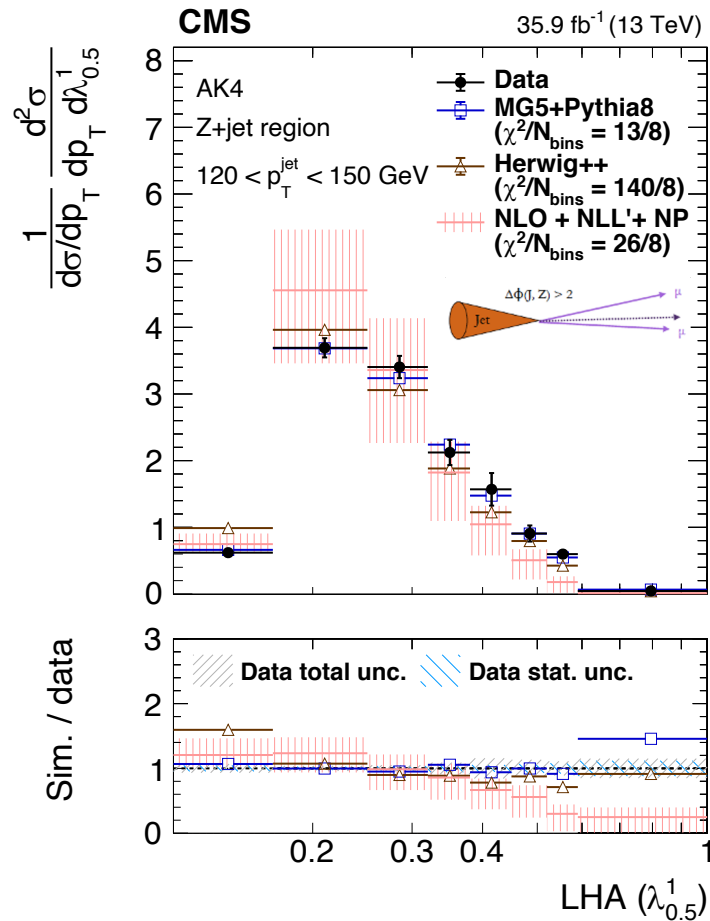 CMS
35.9 fb⁻¹ (13 TeV)
1
dσ/dp_T
d²σ
dp_T dλ¹_0.5
8
7
6
5
4
3
2
1
0
AK4
Z+jet region
120 < p_T^jet < 150 GeV
Data
MG5+Pythia8
(χ²/N_bins = 13/8)
Herwig++
(χ²/N_bins = 140/8)
NLO + NLL'+ NP
(χ²/N_bins = 26/8)
Δϕ(J, Z) > 2
Jet
μ
μ
Sim. / data
3
2
1
0
Data total unc.
Data stat. unc.
0.2
0.3
0.4
1
LHA (λ¹_0.5)